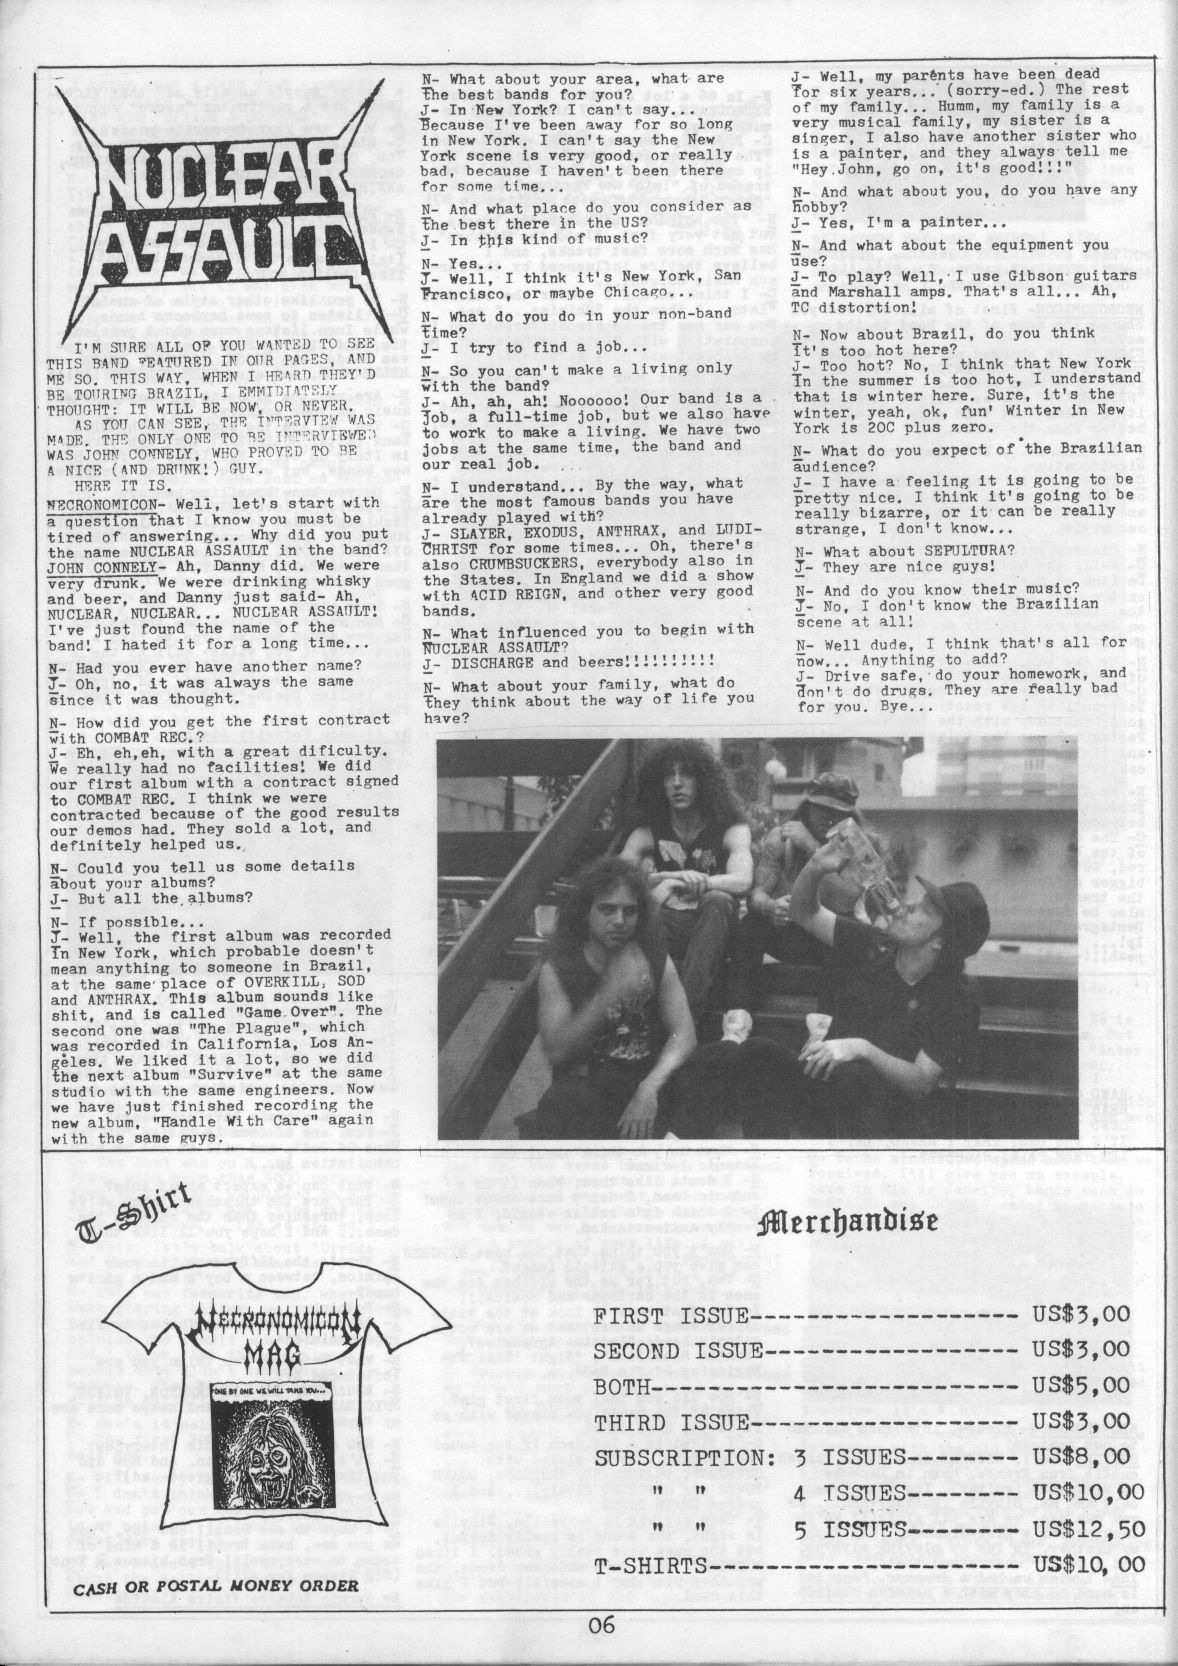 NUCLEAR
ASSAULT
I'M SURE ALL OF YOU WANTED TO SEE
THIS BAND FEATURED IN OUR PAGES, AND
ME SO. THIS WAY, WHEN I HEARD THEY'D
BE TOURING BRAZIL, I EMMIDIATELY
THOUGHT: IT WILL BE NOW, OR NEVER.
AS YOU CAN SEE, THE INTERVIEW WAS
MADE. THE ONLY ONE TO BE INTERVIEWED
WAS JOHN CONNELY, WHO PROVED TO BE
A NICE (AND DRUNK!) GUY.
HERE IT IS.
NECRONOMICON- Well, let's start with
a question that I know you must be
tired of answering... Why did you put
the name NUCLEAR ASSAULT in the band?
JOHN CONNELY- Ah, Danny did. We were
very drunk. We were drinking whisky
and beer, and Danny just said- Ah,
NUCLEAR, NUCLEAR... NUCLEAR ASSAULT!
I've just found the name of the
band! I hated it for a long time...
N- Had you ever have another name?
J- Oh, no, it was always the same
since it was thought.
N- How did you get the first contract
with COMBAT REC.?
J- Eh, eh,eh, with a great dificulty.
We really had no facilities! We did
our first album with a contract signed
to COMBAT REC. I think we were
contracted because of the good results
our demos had. They sold a lot, and
definitely helped us.
N- Could you tell us some details
about your albums?
J- But all the albums?
N- If possible...
J- Well, the first album was recorded
in New York, which probable doesn't
mean anything to someone in Brazil,
at the same place of OVERKILL, SOD
and ANTHRAX. This album sounds like
shit, and is called "Game Over". The
second one was "The Plague", which
was recorded in California, Los An-
geles. We liked it a lot, so we did
the next album "Survive" at the same
studio with the same engineers. Now
we have just finished recording the
new album, "Handle With Care" again
with the same guys.
N- What about your area, what are
the best bands for you?
J- In New York? I can't say...
Because I've been away for so long
in New York. I can't say the New
York scene is very good, or really
bad, because I haven't been there
for some time...
N- And what place do you consider as
the best there in the US?
J- In this kind of music?
N- Yes...
J- Well, I think it's New York, San
Francisco, or maybe Chicago...
N- What do you do in your non-band
time?
J- I try to find a job...
N- So you can't make a living only
with the band?
J- Ah, ah, ah! Noooooo! Our band is a
job, a full-time job, but we also have
to work to make a living. We have two
jobs at the same time, the band and
our real job.
N- I understand... By the way, what
are the most famous bands you have
already played with?
J- SLAYER, EXODUS, ANTHRAX, and LUDI-
CHRIST for some times... Oh, there's
also CRUMBSUCKERS, everybody also in
the States. In England we did a show
with ACID REIGN, and other very good
bands.
N- What influenced you to begin with
NUCLEAR ASSAULT?
J- DISCHARGE and beers!!!!!!!!!!
N- What about your family, what do
they think about the way of life you
have?
J- Well, my parents have been dead
for six years... (sorry-ed.) The rest
of my family... Humm, my family is a
very musical family, my sister is a
singer, I also have another sister who
is a painter, and they always tell me
"Hey John, go on, it's good!!!"
N- And what about you, do you have any
hobby?
J- Yes, I'm a painter...
N- And what about the equipment you
use?
J- To play? Well, I use Gibson guitars
and Marshall amps. That's all... Ah,
TC distortion!
N- Now about Brazil, do you think
it's too hot here?
J- Too hot? No, I think that New York
in the summer is too hot, I understand
that is winter here. Sure, it's the
winter, yeah, ok, fun' Winter in New
York is 20C plus zero.
N- What do you expect of the Brazilian
audience?
J- I have a feeling it is going to be
pretty nice. I think it's going to be
really bizarre, or it can be really
strange, I don't know...
N- What about SEPULTURA?
J- They are nice guys!
N- And do you know their music?
J- No, I don't know the Brazilian
scene at all!
N- Well dude, I think that's all for
now... Anything to add?
J- Drive safe, do your homework, and
don't do drugs. They are really bad
for you. Bye...
T-Shirt
NECRONOMICON
MAG
ONE BY ONE WE WILL TAKE YOU...
CASH OR POSTAL MONEY ORDER
Merchandise
FIRST ISSUE------------------- US$3,00
SECOND ISSUE------------------ US$3,00
BOTH-------------------------- US$5,00
THIRD ISSUE------------------- US$3,00
SUBSCRIPTION: 3 ISSUES-------- US$8,00
" " 4 ISSUES-------- US$10,00
" " 5 ISSUES-------- US$12,50
T-SHIRTS---------------------- US$10,00
06